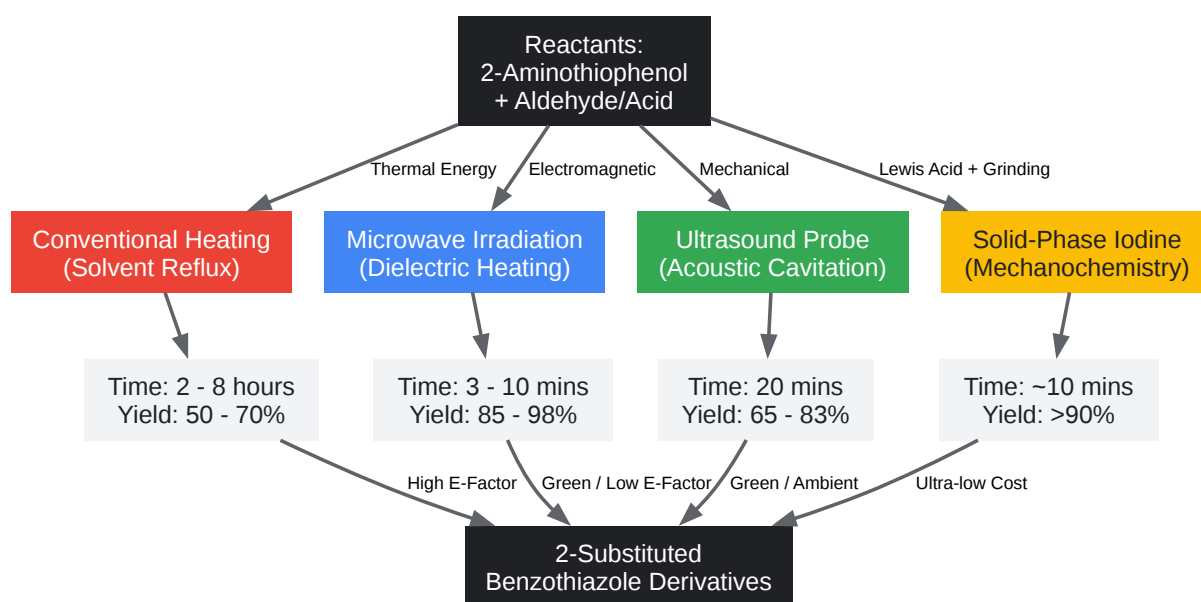 Reactants:
2-Aminothiophenol
+ Aldehyde/Acid
Thermal Energy
Electromagnetic
Mechanical
Lewis Acid + Grinding
Conventional Heating
(Solvent Reflux)
Microwave Irradiation
(Dielectric Heating)
Ultrasound Probe
(Acoustic Cavitation)
Solid-Phase Iodine
(Mechanochemistry)
Time: 2 - 8 hours
Yield: 50 - 70%
Time: 3 - 10 mins
Yield: 85 - 98%
Time: 20 mins
Yield: 65 - 83%
Time: ~10 mins
Yield: >90%
High E-Factor
Green / Low E-Factor
Green / Ambient
Ultra-low Cost
2-Substituted
Benzothiazole Derivatives